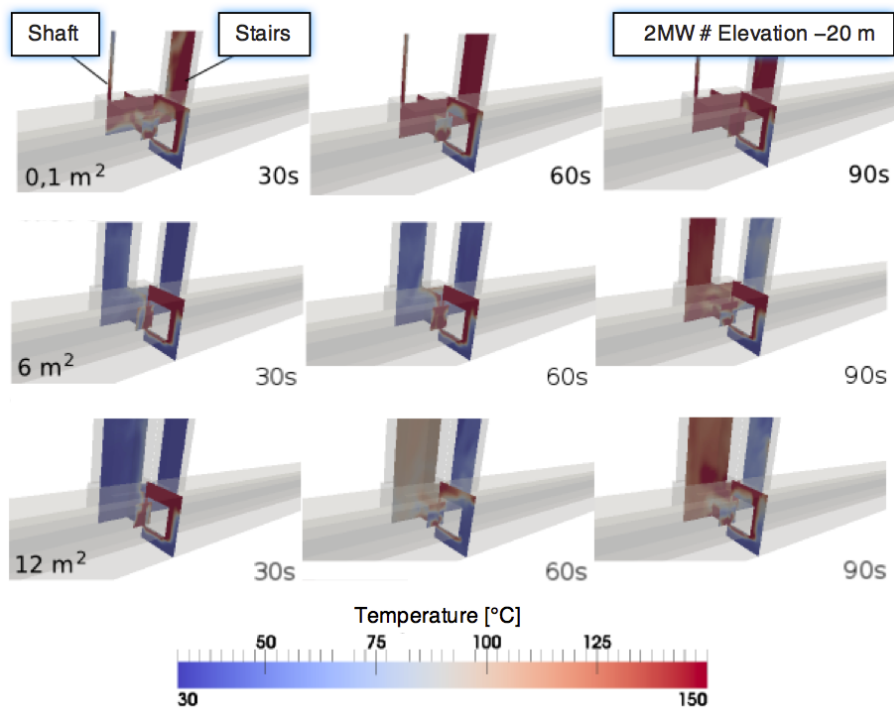 Shaft
Stairs
2MW # Elevation –20 m
0,1 m²
30s
60s
90s
6 m²
30s
60s
90s
12 m²
30s
60s
90s
Temperature [°C]
50
75
100
125
30
150